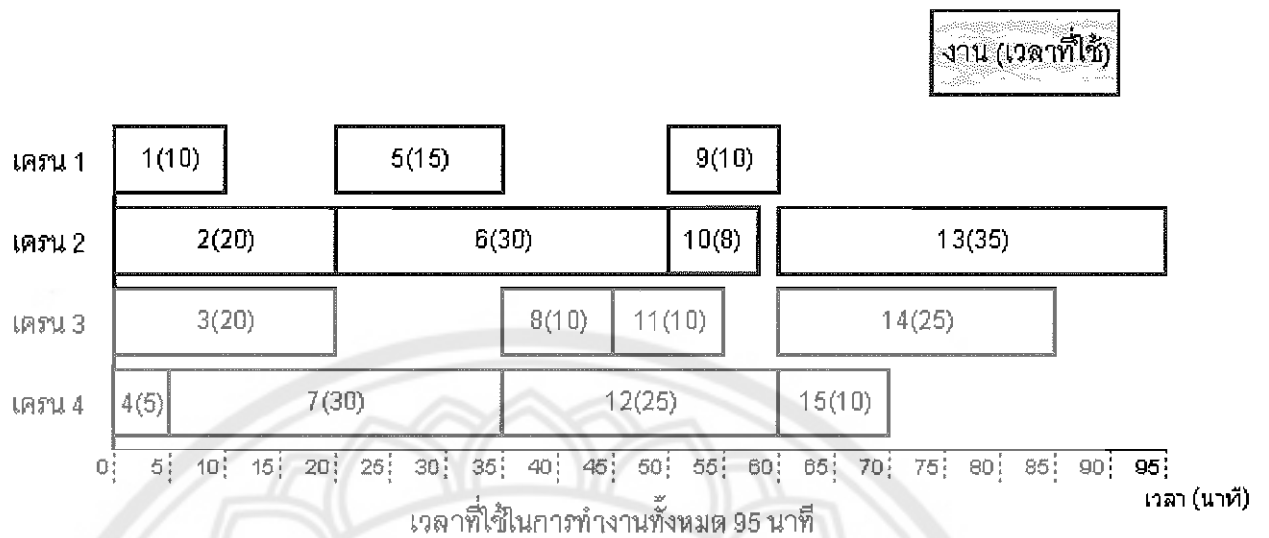 งาน (เวลาที่ใช้)
เครน 1 1(10) 5(15) 9(10)
เครน 2 2(20) 6(30) 10(8) 13(35)
เครน 3 3(20) 8(10) 11(10) 14(25)
เครน 4 4(5) 7(30) 12(25) 15(10)
0 5 10 15 20 25 30 35 40 45 50 55 60 65 70 75 80 85 90 95
เวลา (นาที)
เวลาที่ใช้ในการทำงานทั้งหมด 95 นาที